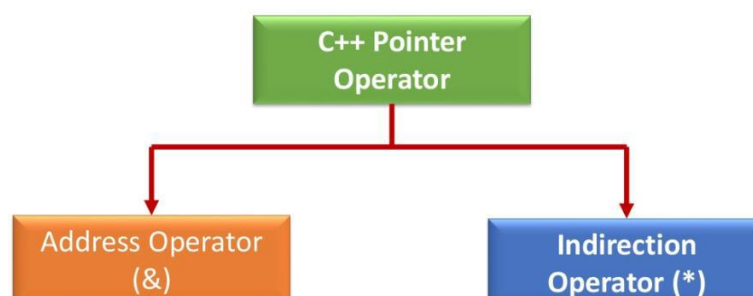 C++ Pointer
Operator
Address Operator
(&)
Indirection
Operator (*)